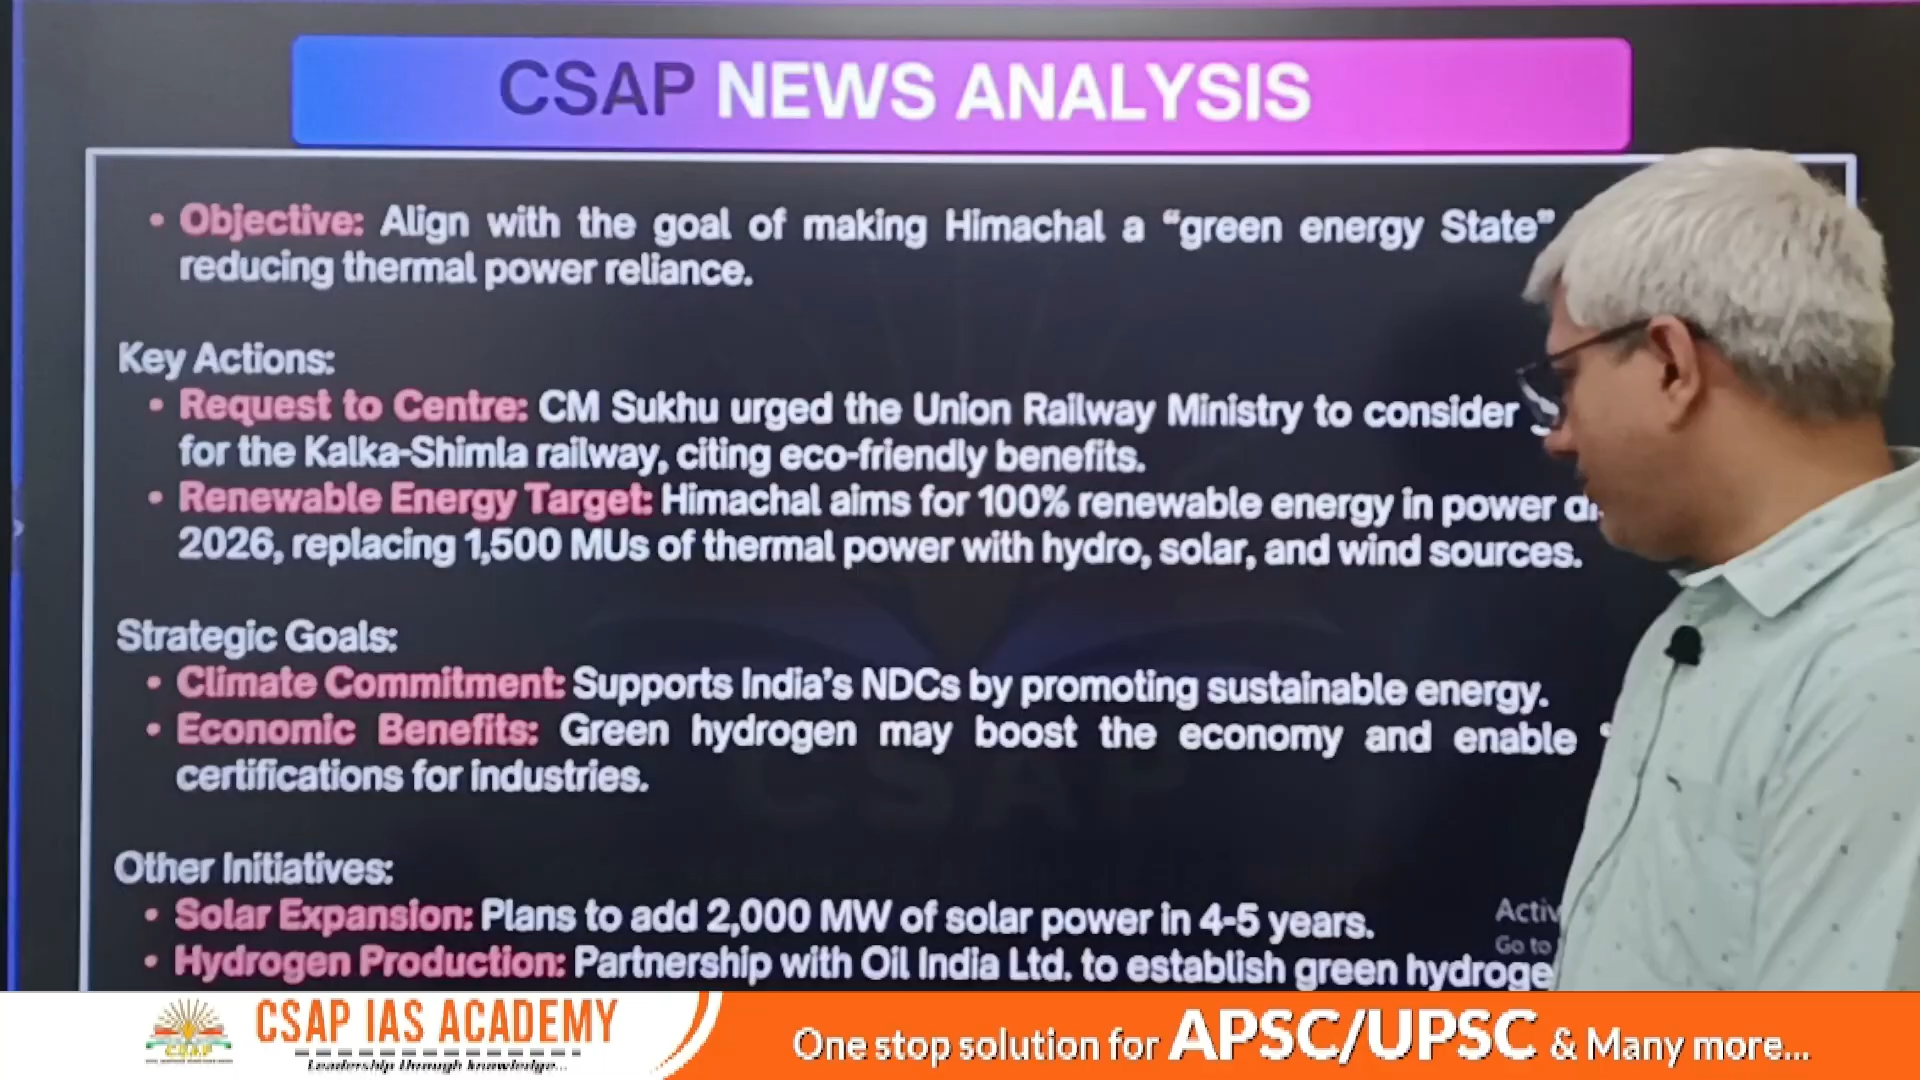 CSAP NEWS ANALYSIS
• Objective: Align with the goal of making Himachal a “green energy State”
reducing thermal power reliance.
Key Actions:
• Request to Centre: CM Sukhu urged the Union Railway Ministry to consider
for the Kalka-Shimla railway, citing eco-friendly benefits.
• Renewable Energy Target: Himachal aims for 100% renewable energy in power
2026, replacing 1,500 MUs of thermal power with hydro, solar, and wind sources.
Strategic Goals:
• Climate Commitment: Supports India’s NDCs by promoting sustainable energy.
• Economic Benefits: Green hydrogen may boost the economy and enable
certifications for industries.
Other Initiatives:
• Solar Expansion: Plans to add 2,000 MW of solar power in 4-5 years.
• Hydrogen Production: Partnership with Oil India Ltd. to establish green
CSAP
Go to
CSAP IAS ACADEMY
Leadership through knowledge...
One stop solution for APSC/UPSC & Many more...